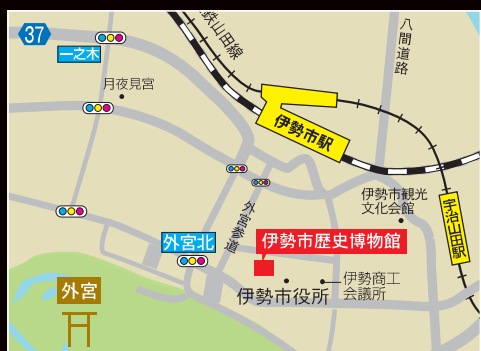 37
鉄山田線
八間道路
一之木
月夜見宮
伊勢市駅
伊勢市観光
文化会館
宇治山田駅
外宮参道
外宮北
伊勢市歴史博物館
外宮
伊勢市役所
伊勢商工
会議所